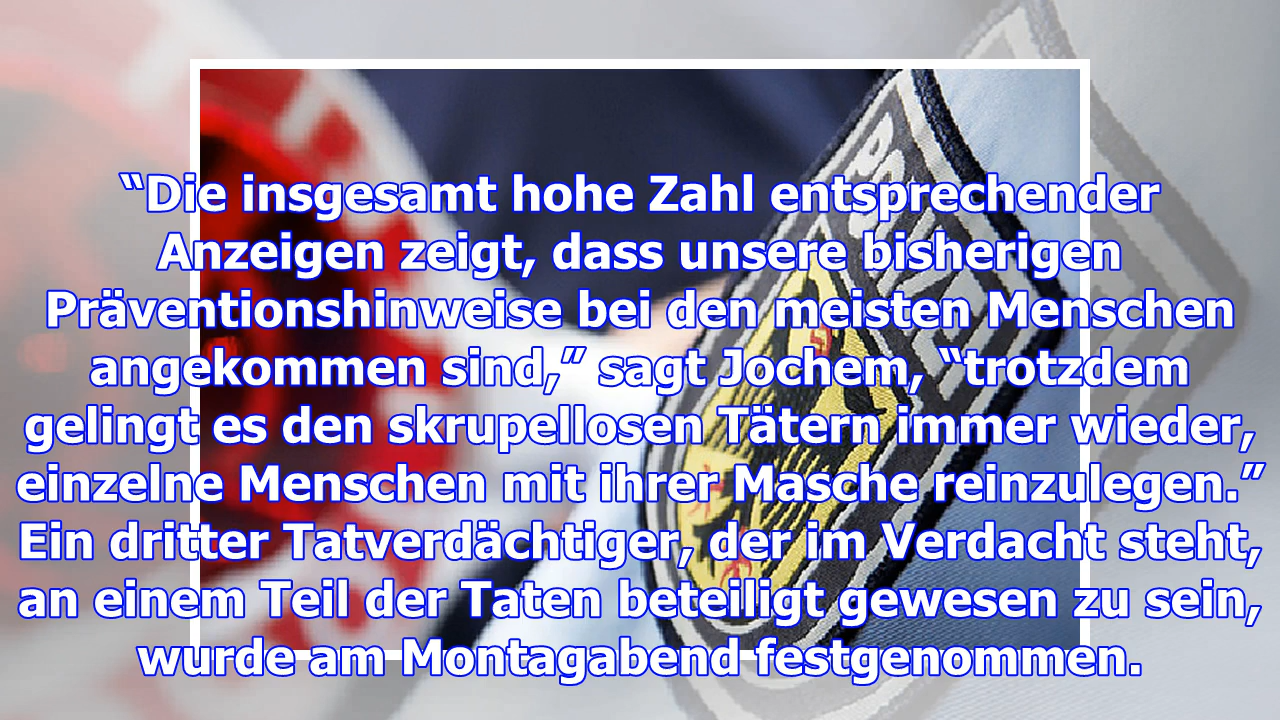 “Die insgesamt hohe Zahl entsprechender
Anzeigen zeigt, dass unsere bisherigen
Präventionshinweise bei den meisten Menschen
angekommen sind,” sagt Jochem, “trotzdem
gelingt es den skrupellosen Tätern immer wieder,
einzelne Menschen mit ihrer Masche reinzulegen.”
Ein dritter Tatverdächtiger, der im Verdacht steht,
an einem Teil der Taten beteiligt gewesen zu sein,
wurde am Montagabend festgenommen.